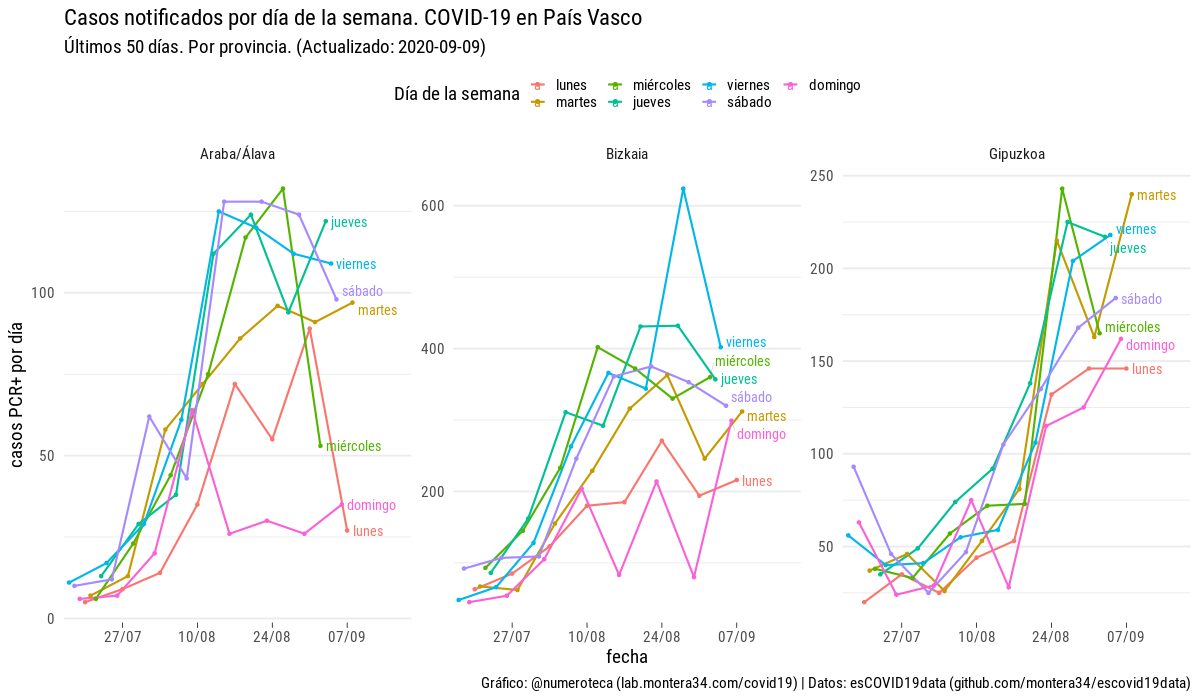 Casos notificados por día de la semana. COVID-19 en País Vasco
Últimos 50 días. Por provincia. (Actualizado: 2020-09-09)
Día de la semana
lunes miércoles viernes domingo
martes jueves sábado
Araba/Álava
Bizkaia
Gipuzkoa
casos PCR+ por día
100
50
0
jueves
viernes
sábado
martes
miércoles
domingo
lunes
27/07 10/08 24/08 07/09
600
400
200
viernes
miércoles
jueves
sábado
martes
domingo
lunes
27/07 10/08 24/08 07/09
250
200
150
100
50
martes
viernes
jueves
sábado
miércoles
domingo
lunes
27/07 10/08 24/08 07/09
fecha
Gráfico: @numeroteca (lab.montera34.com/covid19) | Datos: esCOVID19data (github.com/montera34/escovid19data)